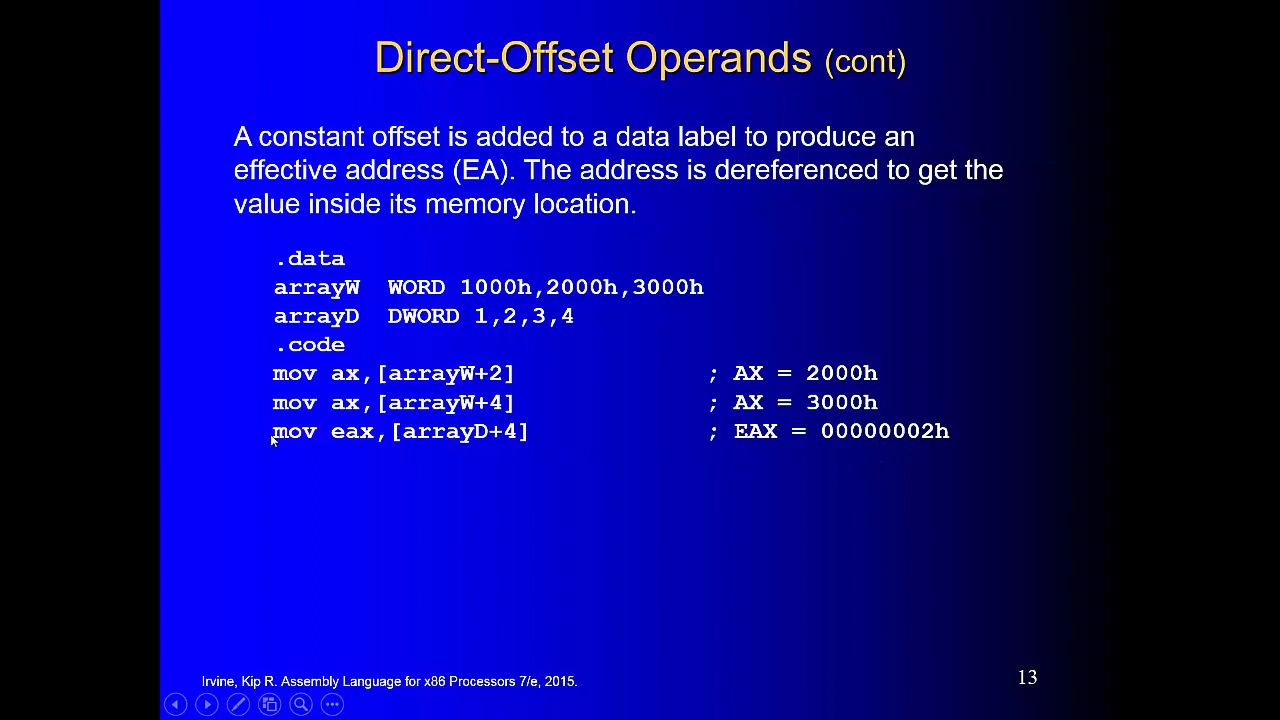 Direct-Offset Operands (cont)
A constant offset is added to a data label to produce an
effective address (EA). The address is dereferenced to get the
value inside its memory location.
.data
arrayW  WORD 1000h,2000h,3000h
arrayD  DWORD 1,2,3,4
.code
mov ax,[arrayW+2]             ; AX = 2000h
mov ax,[arrayW+4]             ; AX = 3000h
mov eax,[arrayD+4]            ; EAX = 00000002h
Irvine, Kip R. Assembly Language for x86 Processors 7/e, 2015.
13